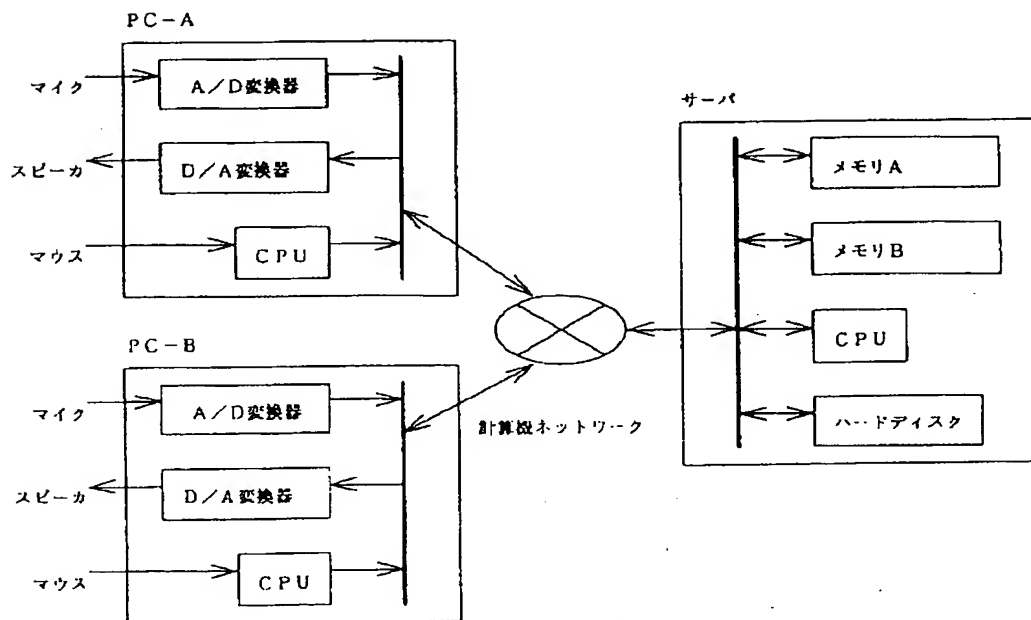 PC-A
マイク
A/D変換器
スピーカ
D/A変換器
マウス
CPU
PC-B
マイク
A/D変換器
スピーカ
D/A変換器
マウス
CPU
計算機ネットワーク
サーバ
メモリA
メモリB
CPU
ハードディスク